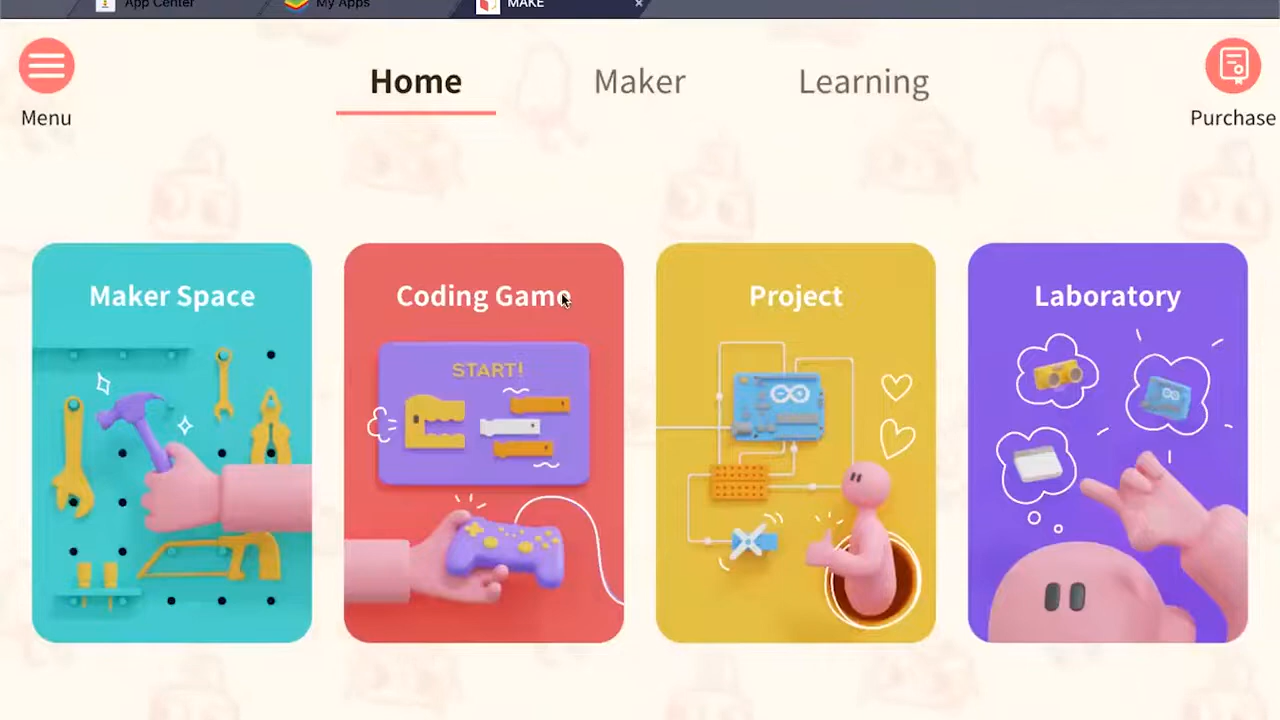 App Center
My Apps
MAKE
Home
Maker
Learning
Menu
Purchase
Maker Space
Coding Game
Project
Laboratory
START!